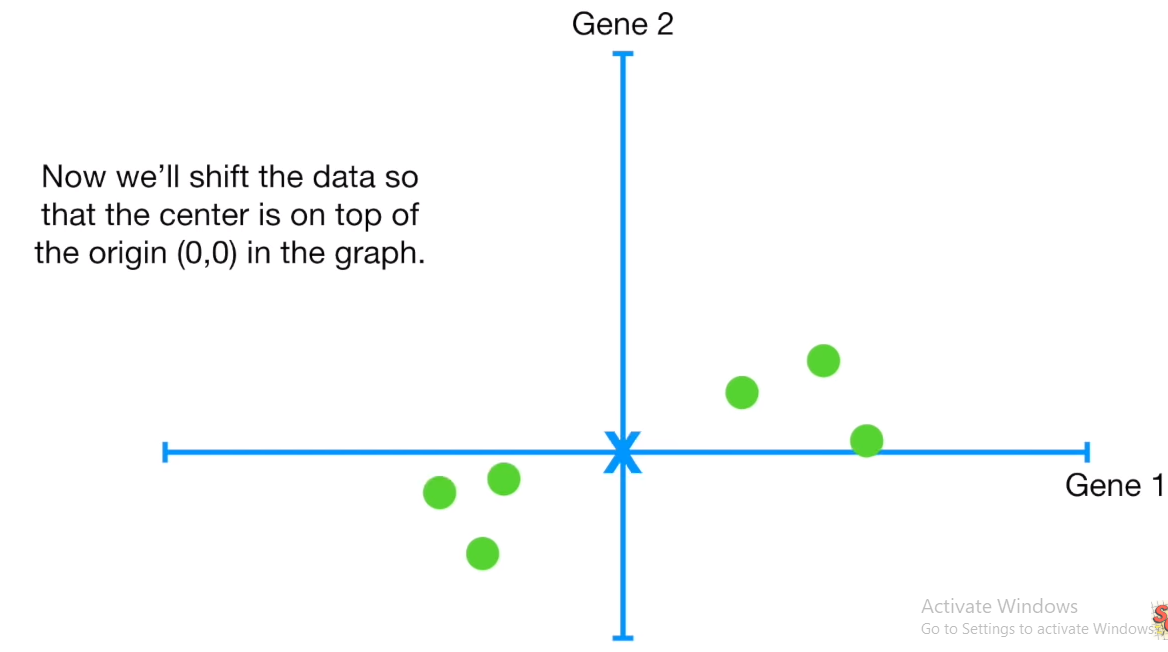 Gene 2
Now we’ll shift the data so
that the center is on top of
the origin (0,0) in the graph.
X
Gene 1
Activate Windows
Go to Settings to activate Windows